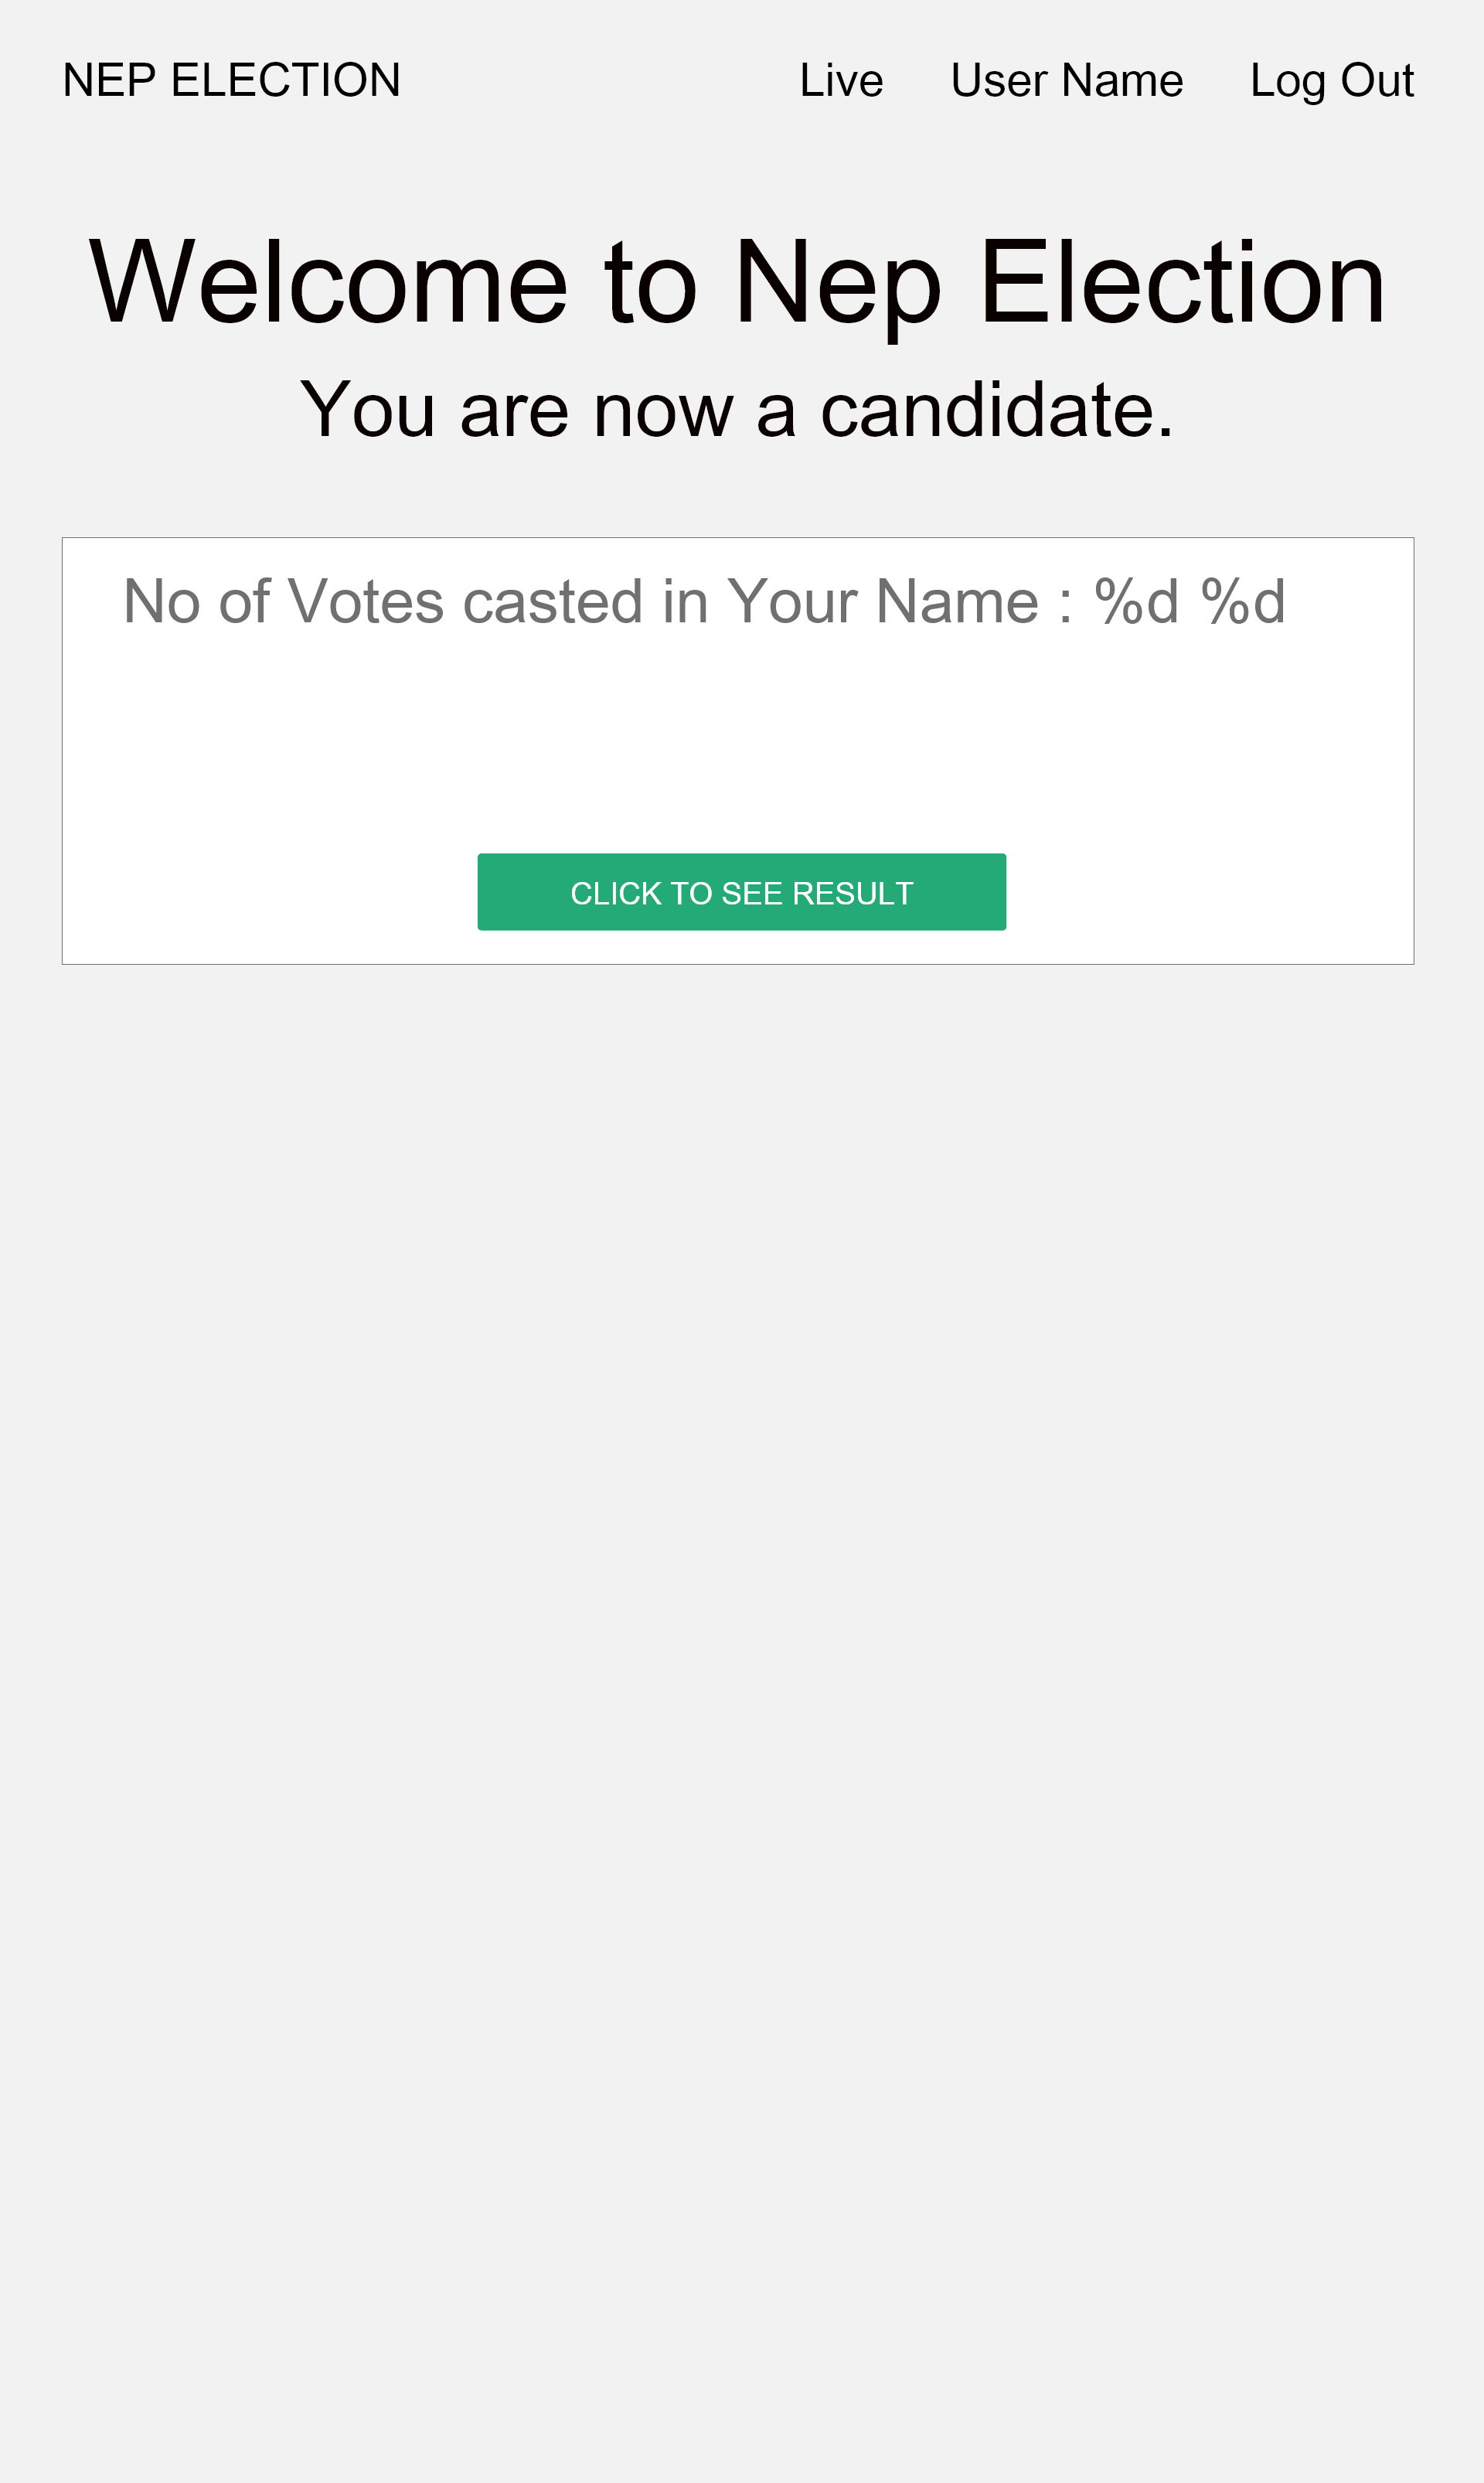 NEP ELECTION Live User Name Log Out
Welcome to Nep Election
You are now a candidate.
No of Votes casted in Your Name : %d %d
CLICK TO SEE RESULT